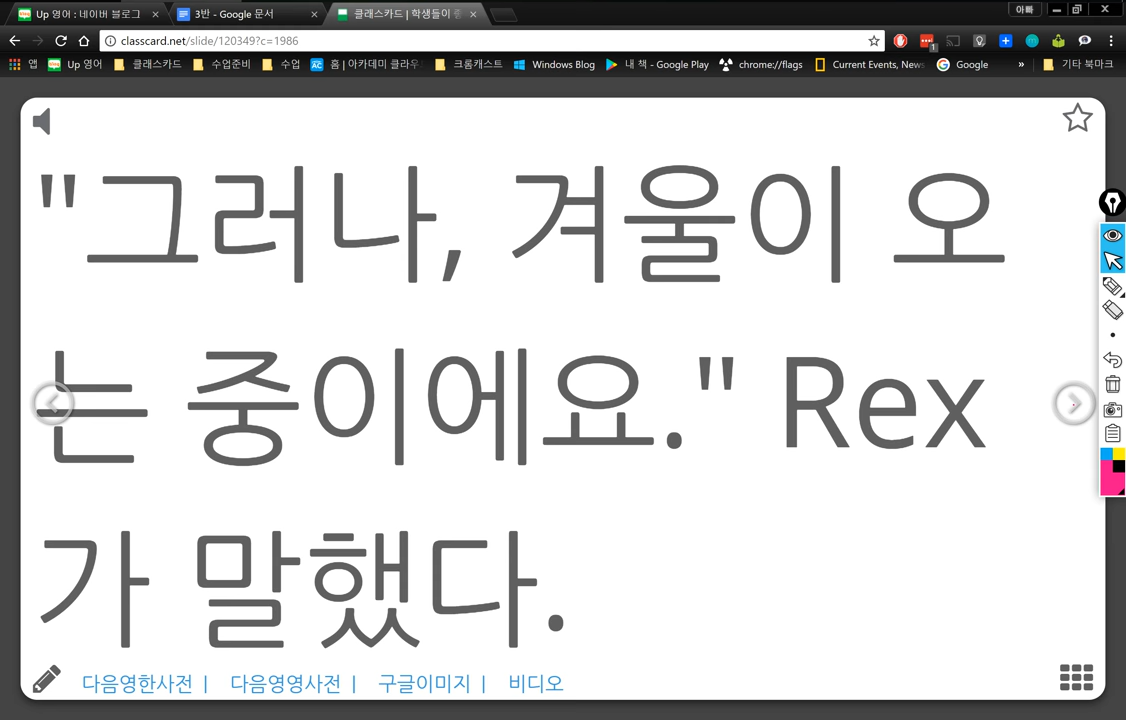 Up 영어 : 네이버 블로그
3반 - Google 문서
클래스카드 | 학생들이 즐
아빠
classcard.net/slide/120349?c=1986
1
앱 Up 영어 클래스카드 수업준비 수업 홈 | 아카데미 클라우 크롬캐스트 Windows Blog 내 책 - Google Play chrome://flags Current Events, News Google » 기타 북마크
"그러나, 겨울이 오
는 중이에요." Rex
가 말했다.
다음영한사전 | 다음영영사전 | 구글이미지 | 비디오